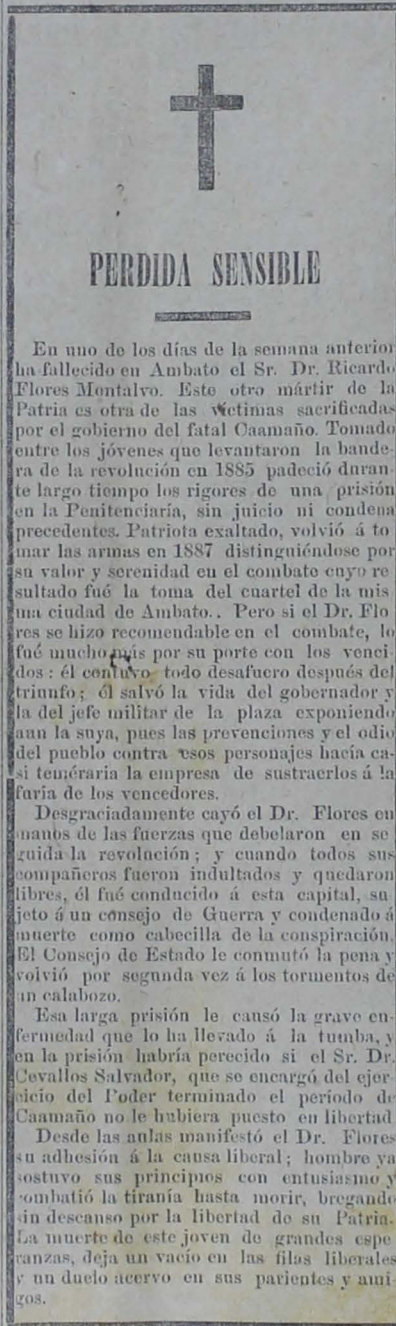 PERDIDA SENSIBLE
En uno de los días de la semana anterior
ha fallecido en Ambato el Sr. Dr. Ricardo
Flores Montalvo. Este otro mártir de la
Patria es otra de las víctimas sacrificadas
por el gobierno del fatal Caamaño. Tomado
entre los jóvenes que levantaron la bande-
ra de la revolución en 1885 padeció duran-
te largo tiempo los rigores de una prisión
en la Penitenciaría, sin juicio ni condena
precedentes. Patriota exaltado, volvió á to
mar las armas en 1887 distinguiéndose por
su valor y serenidad en el combate cuyo re
sultado fué la toma del cuartel de la mis
ma ciudad de Ambato.. Pero si el Dr. Flo
res se hizo recomendable en el combate, lo
fué mucho más por su porte con los venci-
dos: él contuvo todo desafuero después del
triunfo; él salvó la vida del gobernador y
la del jefe militar de la plaza exponiendo
aun la suya, pues las prevenciones y el odio
del pueblo contra esos personajes hacía ca-
si temeraria la empresa de sustraerlos á la
furia de los vencedores.
Desgraciadamente cayó el Dr. Flores en
manos de las fuerzas que debelaron en se
guida la revolución; y cuando todos sus
compañeros fueron indultados y quedaron
libres, él fué conducido á esta capital, su
jeto á un consejo de Guerra y condenado á
muerte como cabecilla de la conspiración.
El Consejo de Estado le conmutó la pena y
volvió por segunda vez á los tormentos de
un calabozo.
Esa larga prisión le causó la grave en-
fermedad que lo ha llevado á la tumba, y
en la prisión habría perecido si el Sr. Dr.
Cevallos Salvador, que se encargó del ejer
cicio del Poder terminado el periodo de
Caamaño no le hubiera puesto en libertad
Desde las aulas manifestó el Dr. Flores
su adhesión á la causa liberal; hombre ya
sostuvo sus principios con entusiasmo y
combatió la tiranía hasta morir, bregando
sin descanso por la libertad de su Patria.
La muerte de este joven de grandes espe
ranzas, deja un vacío en las filas liberales
y un duelo acervo en sus parientes y ami-
gos.